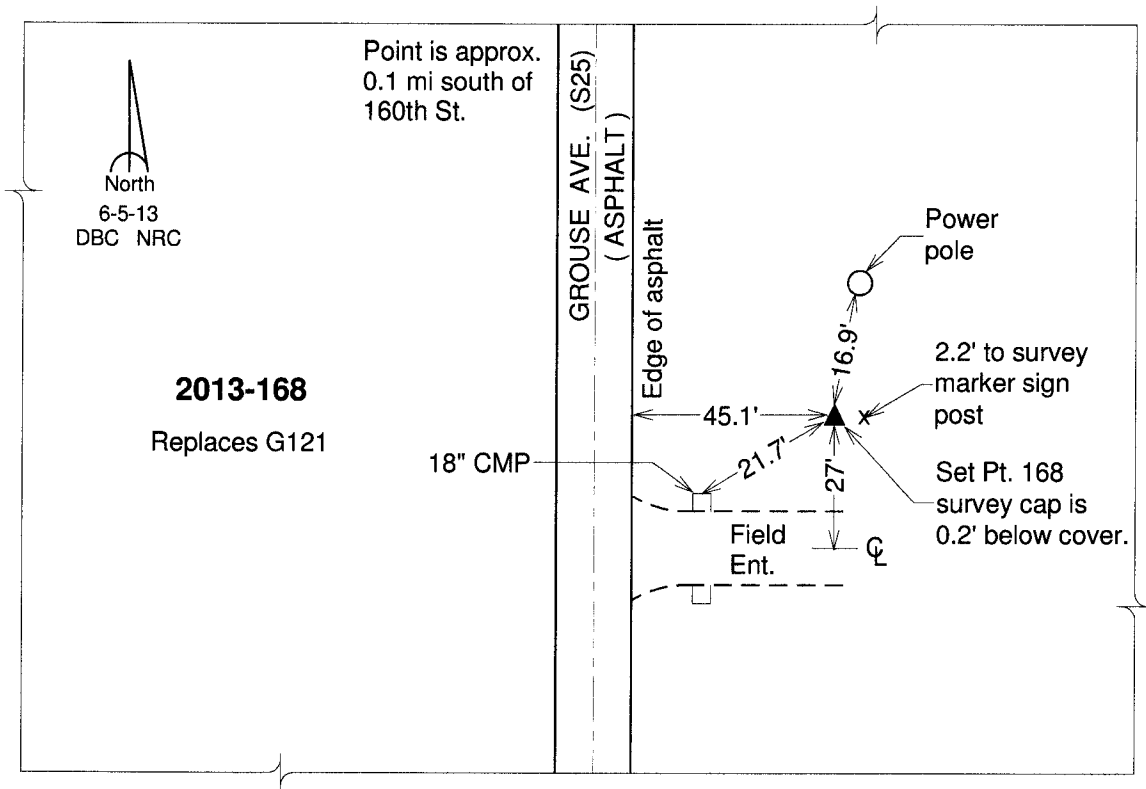 Point is approx.
0.1 mi south of
160th St.
North
6-5-13
DBC NRC
2013-168
Replaces G121
GROUSE AVE. (S25)
( ASPHALT )
Edge of asphalt
Power
pole
16.9'
2.2' to survey
marker sign
post
x
45.1'
21.7'
27'
18" CMP
Set Pt. 168
survey cap is
0.2' below cover.
Field
Ent.
℄